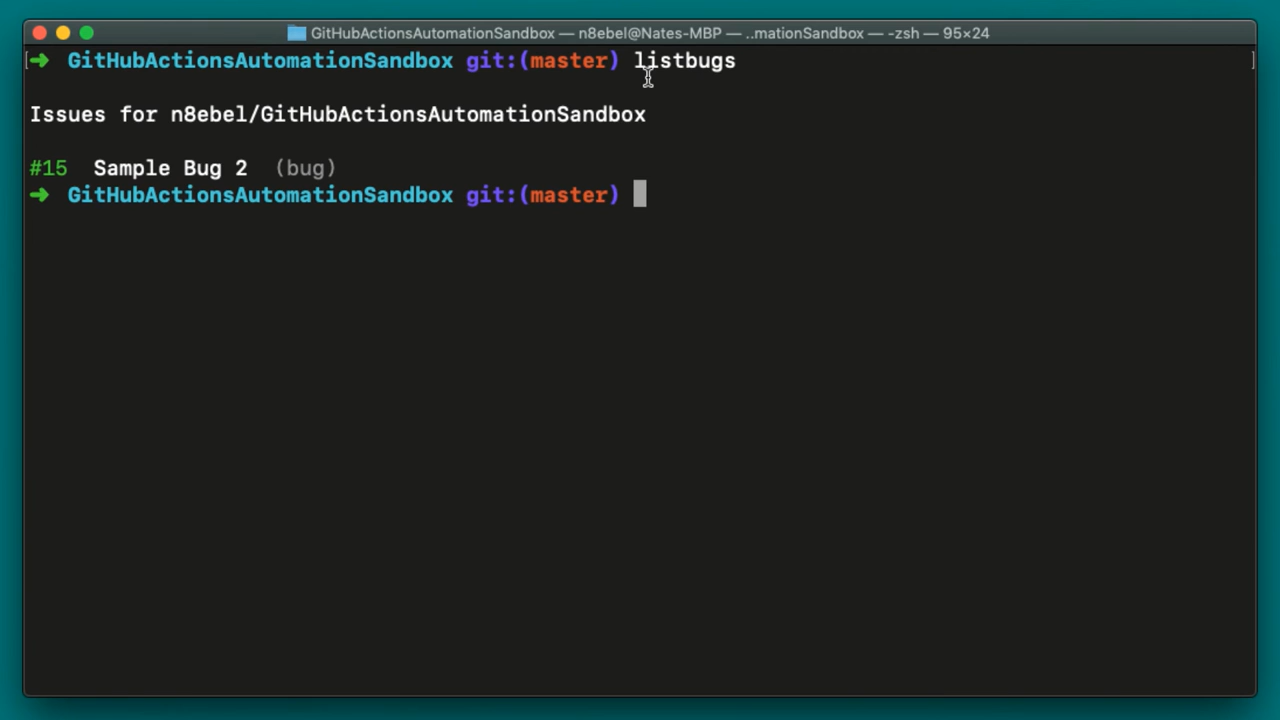 GitHubActionsAutomationSandbox — n8ebel@Nates-MBP — ..mationSandbox — -zsh — 95×24
➜ GitHubActionsAutomationSandbox git:(master) listbugs
Issues for n8ebel/GitHubActionsAutomationSandbox
#15 Sample Bug 2 (bug)
➜ GitHubActionsAutomationSandbox git:(master)